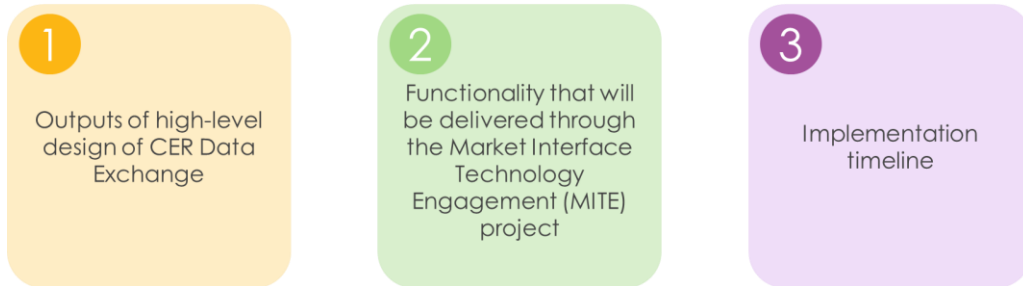 1
Outputs of high-level
design of CER Data
Exchange
2
Functionality that will
be delivered through
the Market Interface
Technology
Engagement (MITE)
project
3
Implementation
timeline